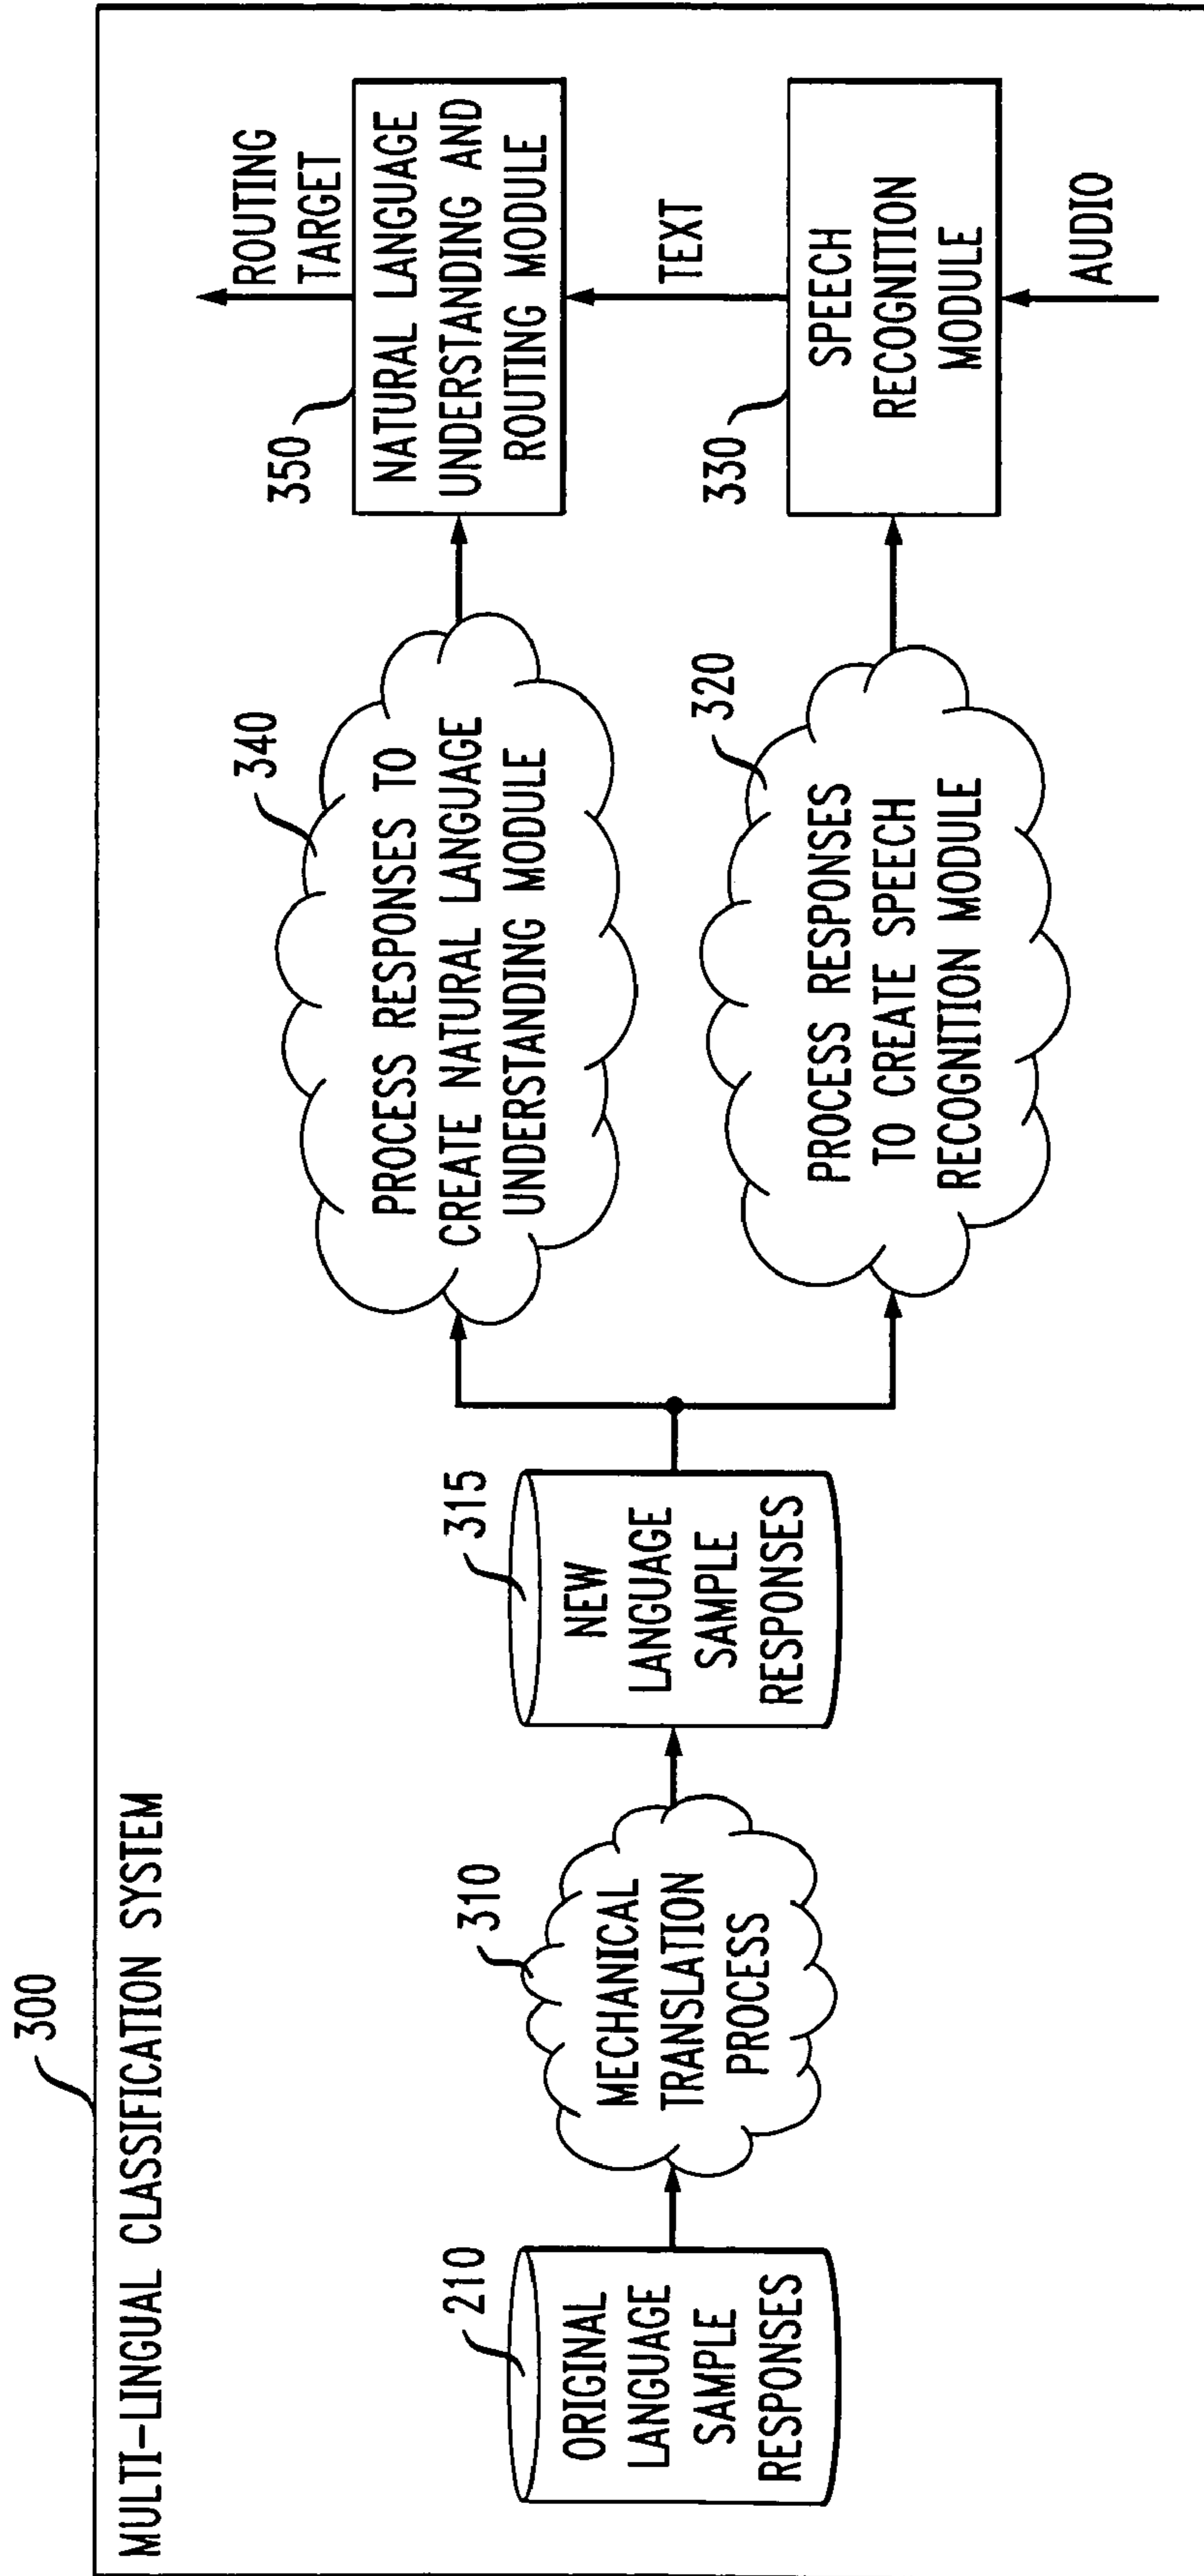 300
MULTI-LINGUAL CLASSIFICATION SYSTEM
210
ORIGINAL
LANGUAGE
SAMPLE
RESPONSES
310
MECHANICAL
TRANSLATION
PROCESS
315
NEW
LANGUAGE
SAMPLE
RESPONSES
340
PROCESS RESPONSES TO
CREATE NATURAL LANGUAGE
UNDERSTANDING MODULE
320
PROCESS RESPONSES
TO CREATE SPEECH
RECOGNITION MODULE
350
NATURAL LANGUAGE
UNDERSTANDING AND
ROUTING MODULE
ROUTING
TARGET
TEXT
330
SPEECH
RECOGNITION
MODULE
AUDIO